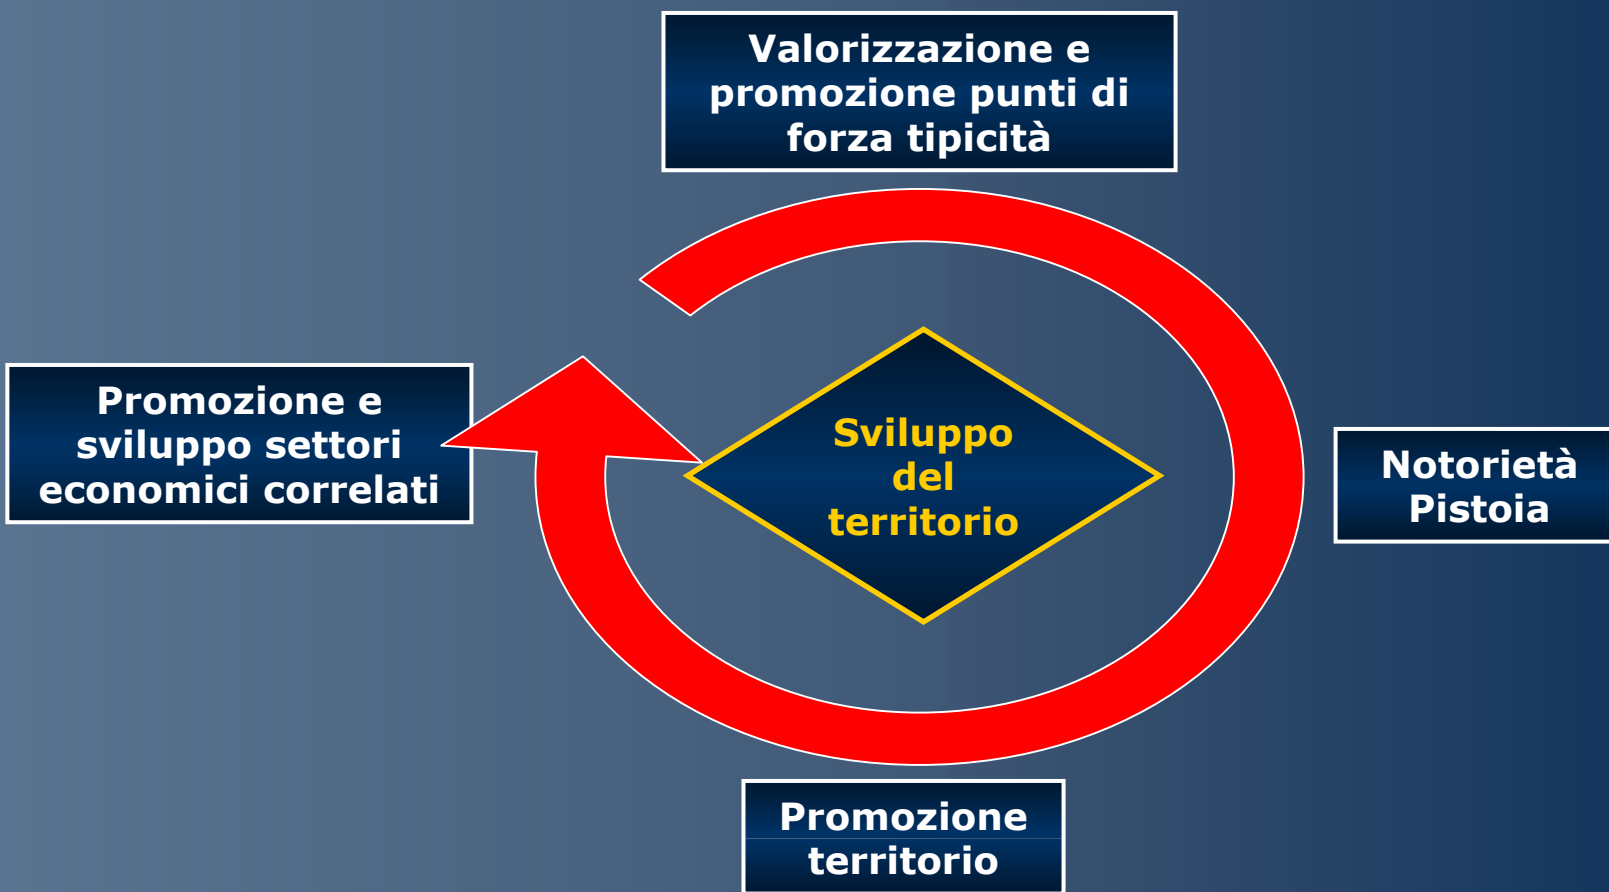 Valorizzazione e
promozione punti di
forza tipicità
Promozione e
sviluppo settori
economici correlati
Sviluppo
del
territorio
Notorietà
Pistoia
Promozione
territorio